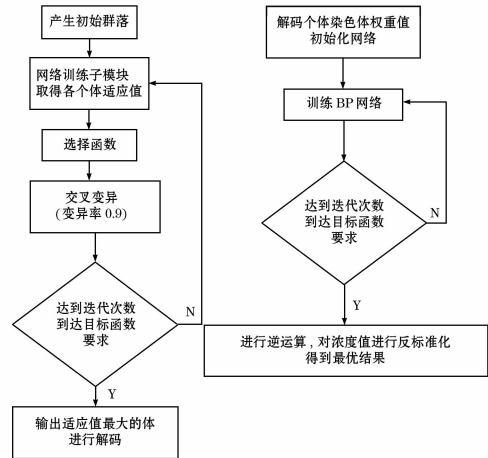 产生初始群落
网络训练子模块
取得各个体适应值
选择函数
交叉变异
(变异率 0.9)
达到迭代次数
到达目标函数
要求
N
Y
输出适应值最大的体
进行解码
解码个体染色体权重值
初始化网络
训练 BP 网络
达到迭代次数
到达目标函数
要求
N
Y
进行逆运算,对浓度值进行反标准化
得到最优结果